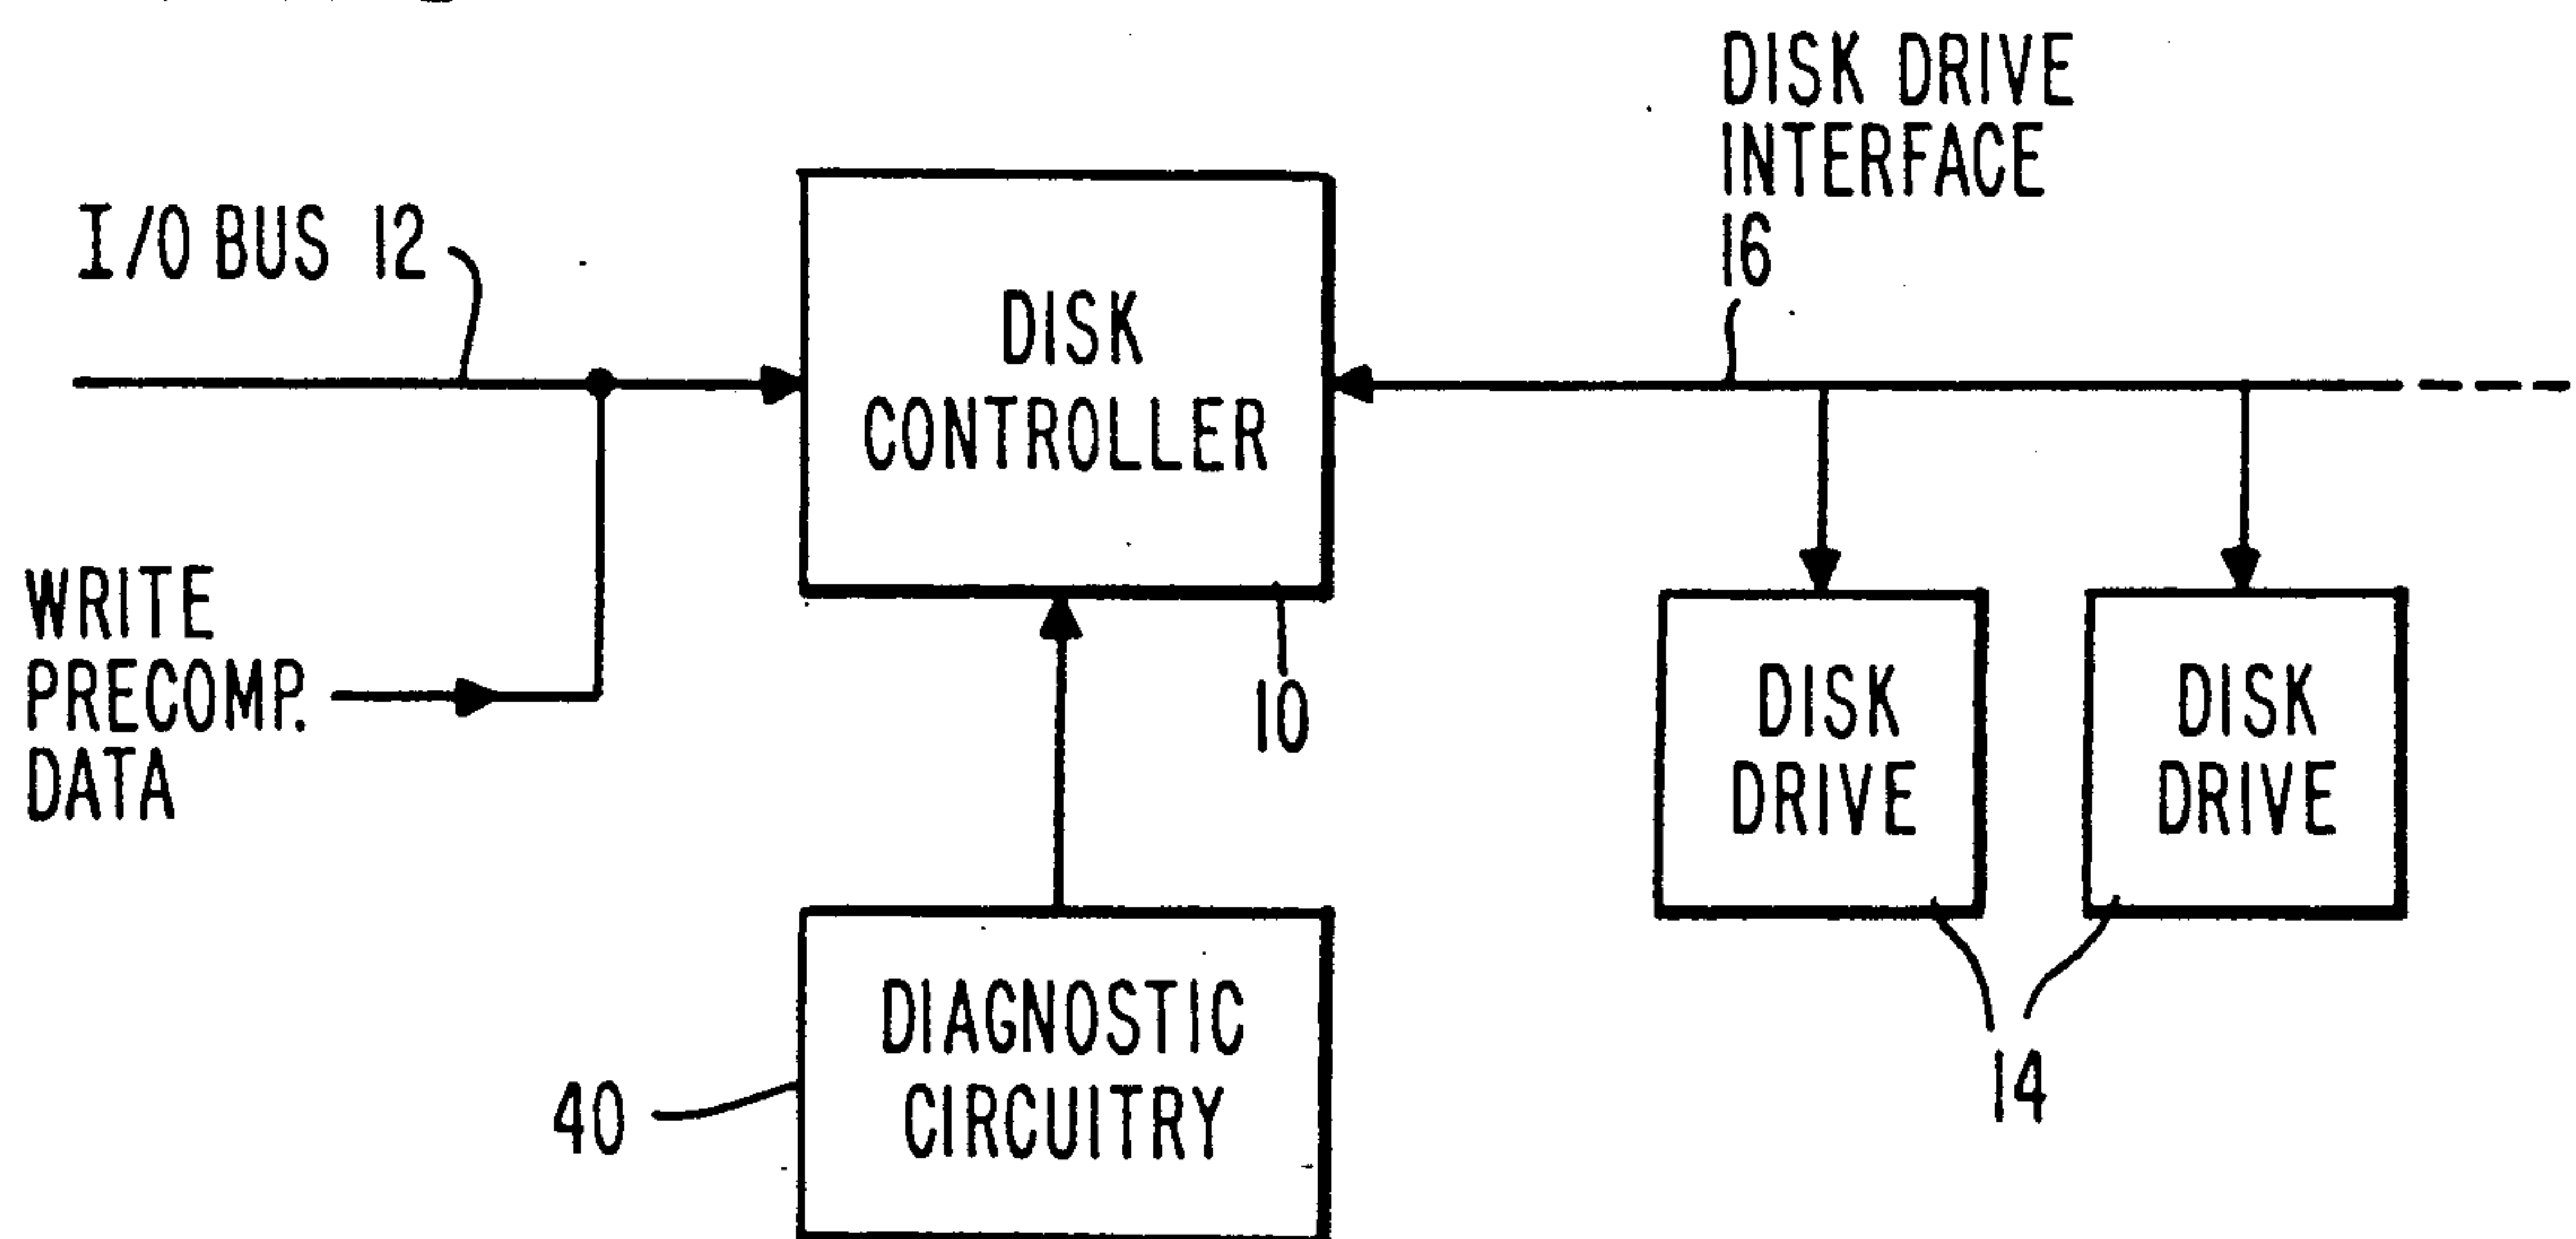 DISK DRIVE
INTERFACE
16
I/O BUS 12
DISK
CONTROLLER
WRITE
PRECOMP.
DATA
10
DISK
DRIVE
DISK
DRIVE
DIAGNOSTIC
CIRCUITRY
40
14